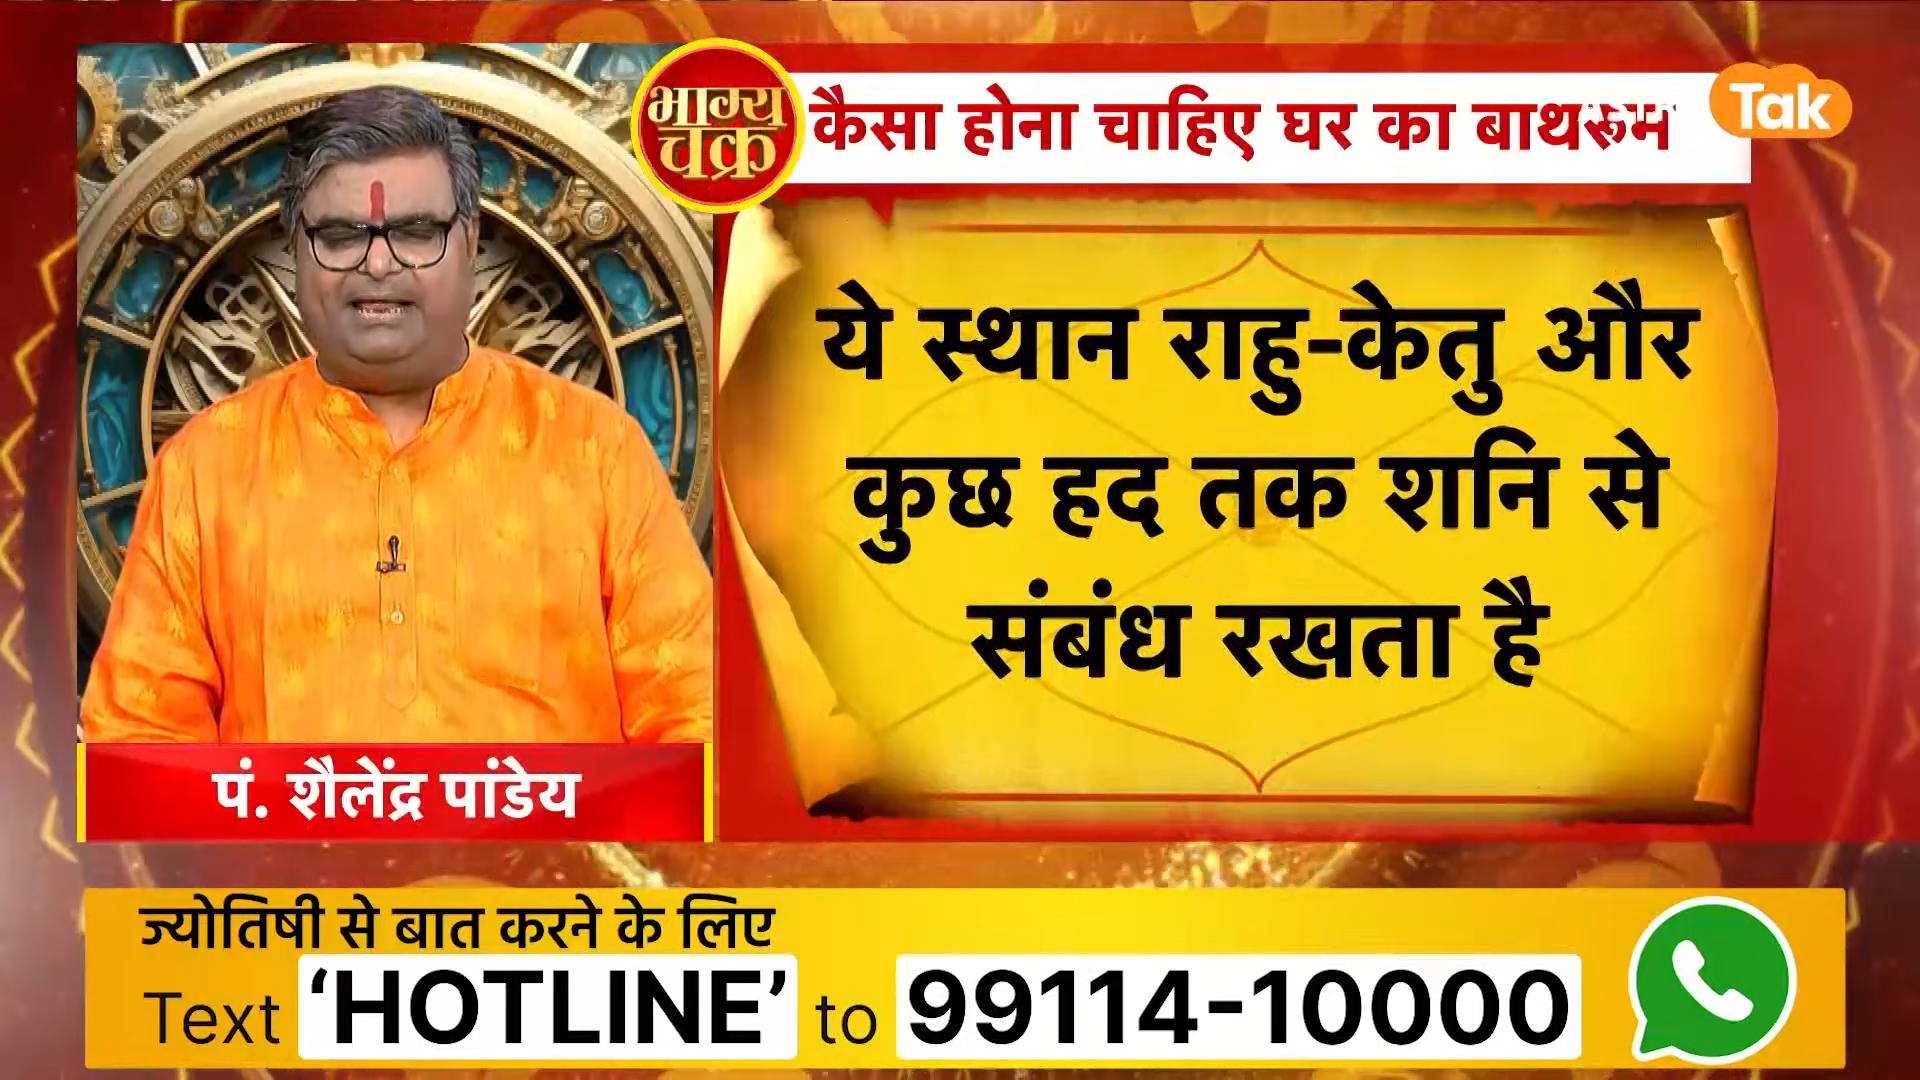 भाग्य
चक्र
कैसा होना चाहिए घर का बाथरूम
Tak
ये स्थान राहु-केतु और
कुछ हद तक शनि से
संबंध रखता है
पं. शैलेंद्र पांडेय
ज्योतिषी से बात करने के लिए
Text ‘HOTLINE’ to 99114-10000